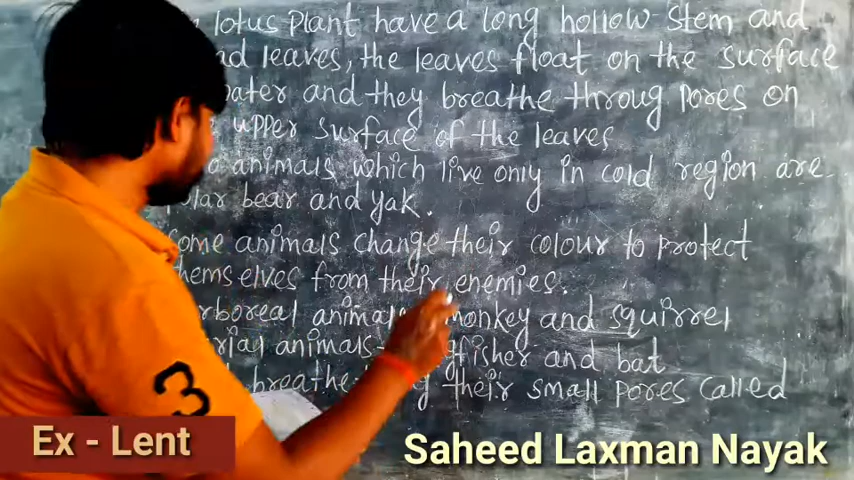 lotus plant have a long hollow stem and
leaves, the leaves float on the surface
water and they breathe throug pores on
upper surface of the leaves
animals which live only in cold region are
bear and yak.
some animals change their colour to protect
themselves from their enemies.
animals monkey and squirrel
animals fisher and bat
breathe their small pores called
3
Ex - Lent
Saheed Laxman Nayak